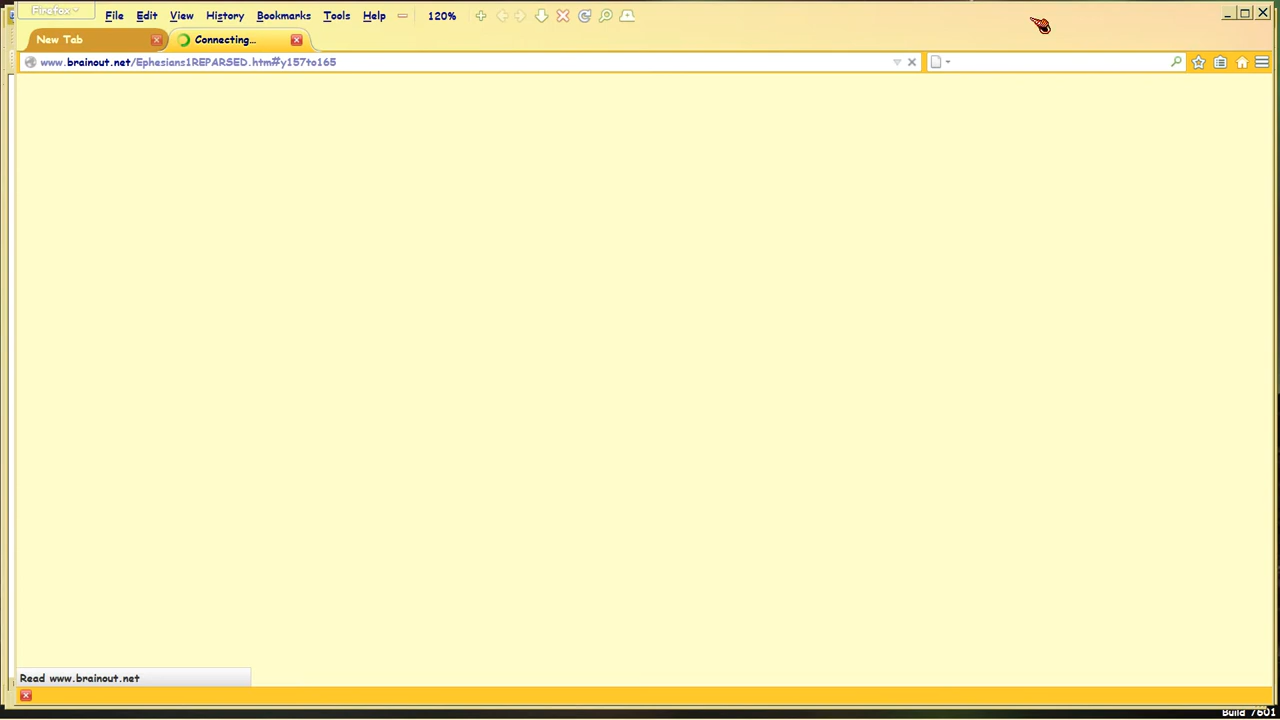 Firefox
File Edit View History Bookmarks Tools Help 120%
New Tab Connecting...
www.brainout.net/Ephesians1REPARSED.htm#y157to165
Read www.brainout.net
Build 7601